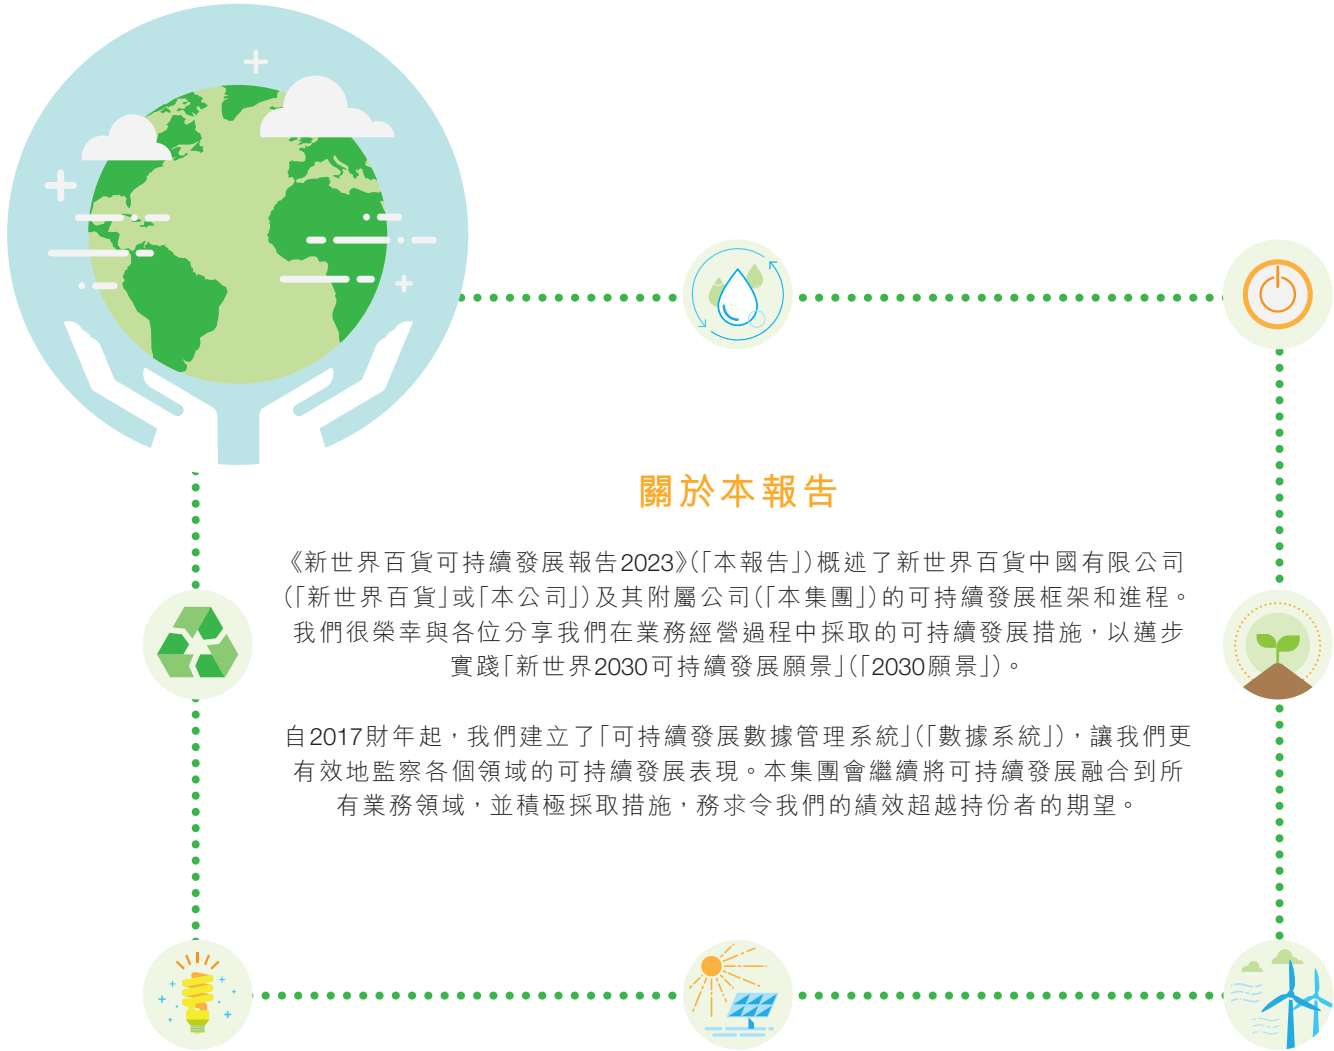 關於本報告
《新世界百貨可持續發展報告2023》(「本報告」)概述了新世界百貨中國有限公司
(「新世界百貨」或「本公司」)及其附屬公司(「本集團」)的可持續發展框架和進程。
我們很榮幸與各位分享我們在業務經營過程中採取的可持續發展措施，以邁步
實踐「新世界2030可持續發展願景」(「2030願景」)。
自2017財年起，我們建立了「可持續發展數據管理系統」(「數據系統」)，讓我們更
有效地監察各個領域的可持續發展表現。本集團會繼續將可持續發展融合到所
有業務領域，並積極採取措施，務求令我們的績效超越持份者的期望。